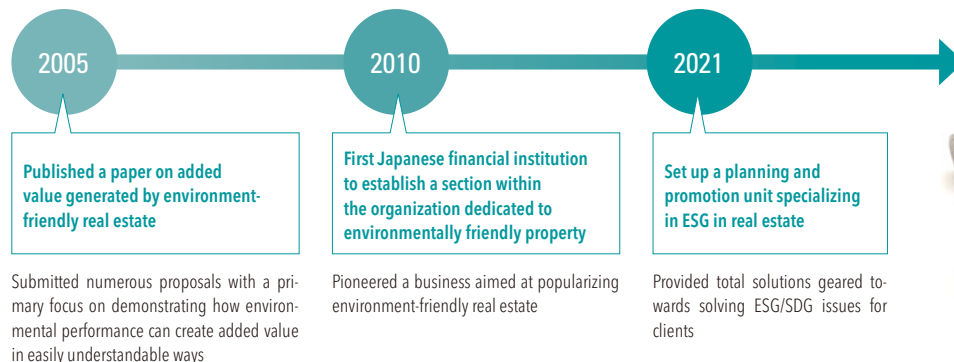 2005
2010
2021
Published a paper on added
value generated by environment-
friendly real estate
First Japanese financial institution
to establish a section within
the organization dedicated to
environmentally friendly property
Set up a planning and
promotion unit specializing
in ESG in real estate
Submitted numerous proposals with a pri-
mary focus on demonstrating how environ-
mental performance can create added value
in easily understandable ways
Pioneered a business aimed at popularizing
environment-friendly real estate
Provided total solutions geared to-
wards solving ESG/SDG issues for
clients